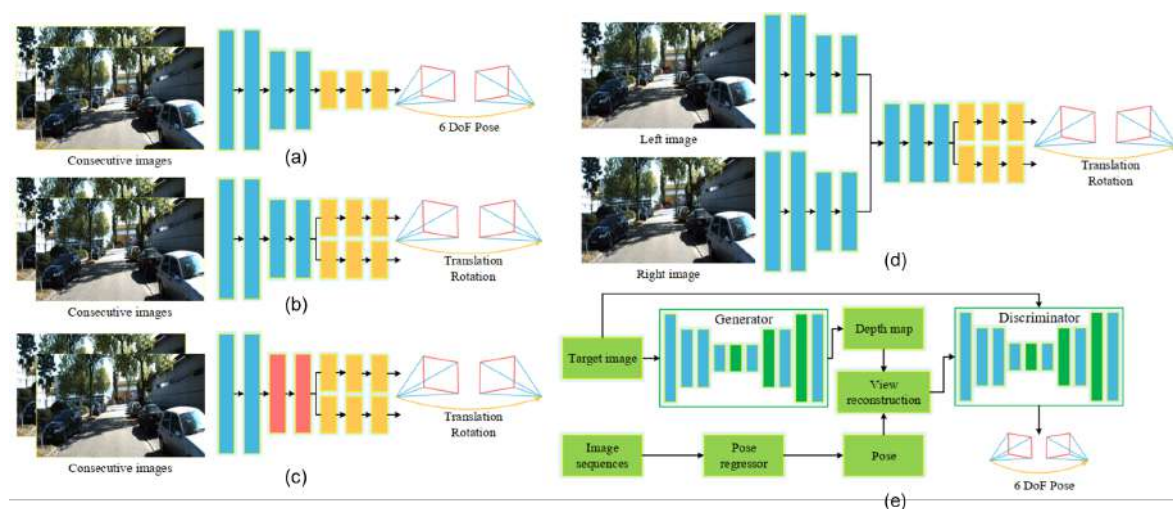 Consecutive images
6 DoF Pose
(a)
Consecutive images
Translation
Rotation
(b)
Consecutive images
Translation
Rotation
(c)
Left image
Right image
Translation
Rotation
(d)
Target image
Generator
Depth map
View
reconstruction
Discriminator
Image
sequences
Pose
regressor
Pose
6 DoF Pose
(e)